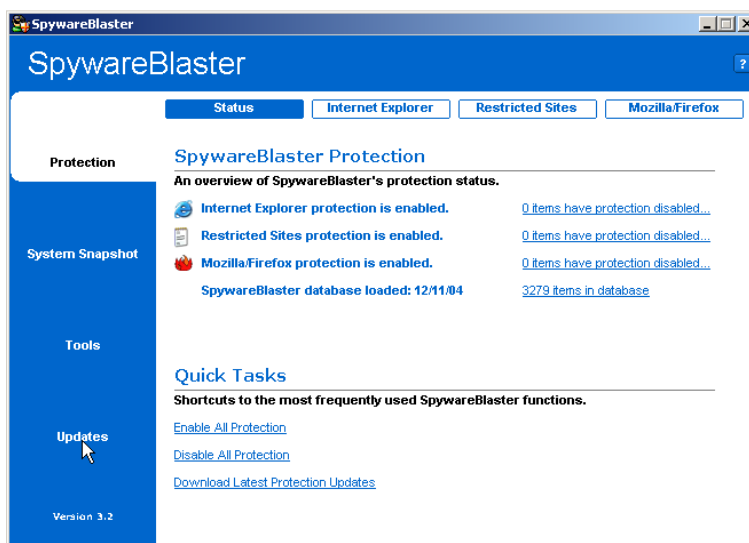 SpywareBlaster
SpywareBlaster
?
Status Internet Explorer Restricted Sites Mozilla/Firefox
Protection
System Snapshot
Tools
Updates
Version 3.2
SpywareBlaster Protection
An overview of SpywareBlaster's protection status.
Internet Explorer protection is enabled. 0 items have protection disabled...
Restricted Sites protection is enabled. 0 items have protection disabled...
Mozilla/Firefox protection is enabled. 0 items have protection disabled...
SpywareBlaster database loaded: 12/11/04 3279 items in database
Quick Tasks
Shortcuts to the most frequently used SpywareBlaster functions.
Enable All Protection
Disable All Protection
Download Latest Protection Updates